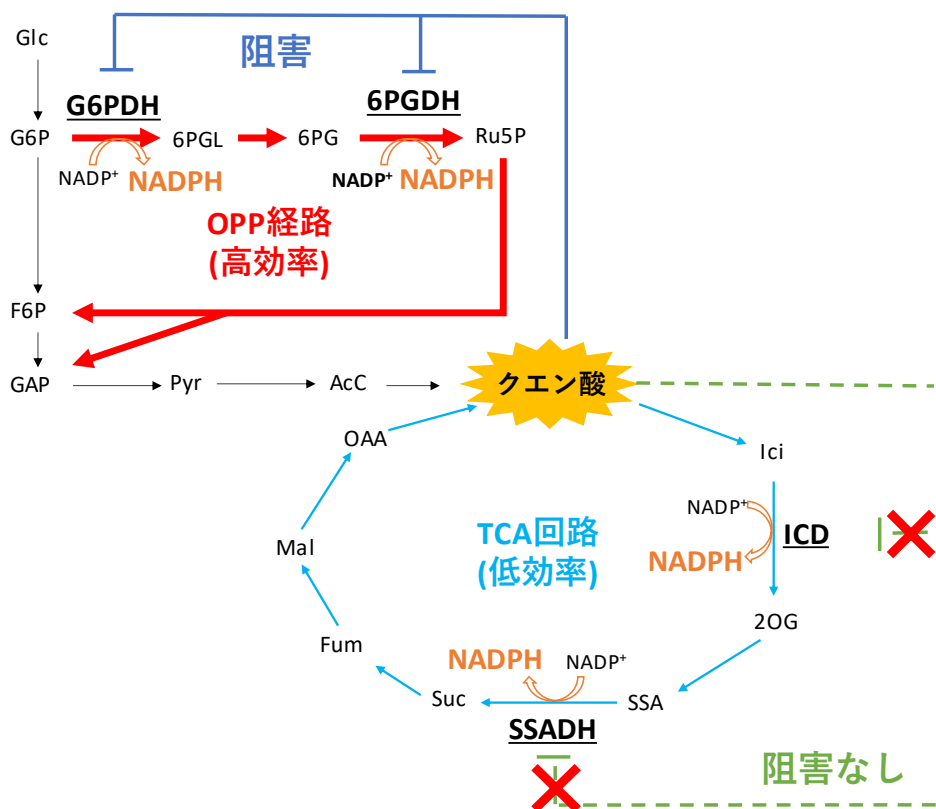 Glc
阻害
G6PDH
6PGDH
G6P
6PGL
6PG
Ru5P
NADP⁺
NADPH
NADP⁺
NADPH
OPP経路
(高効率)
F6P
GAP
Pyr
AcC
クエン酸
OAA
Ici
NADP⁺
TCA回路
ICD
Mal
NADPH
(低効率)
2OG
Fum
NADPH
NADP⁺
Suc
SSA
SSADH
阻害なし